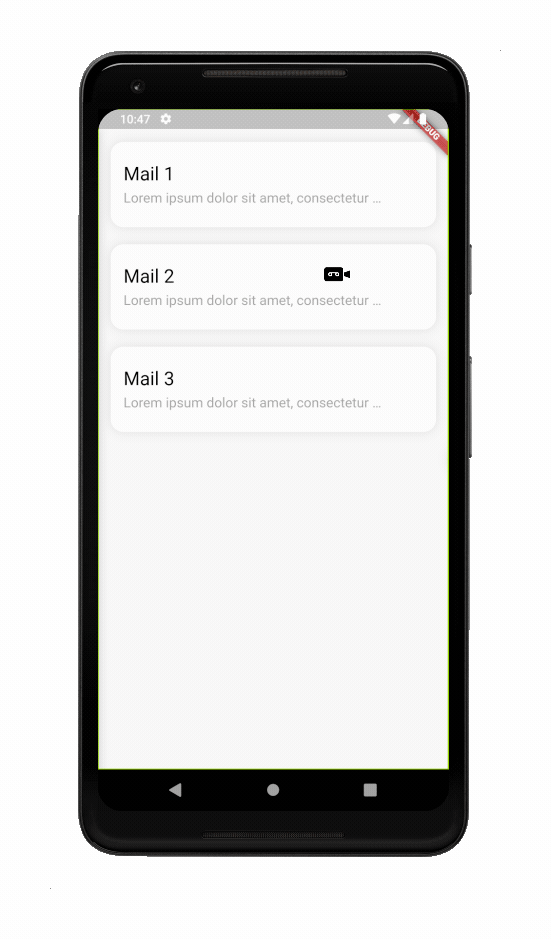 10:47
DEBUG
Mail 1
Lorem ipsum dolor sit amet, consectetur ...
Mail 2
Lorem ipsum dolor sit amet, consectetur ...
Mail 3
Lorem ipsum dolor sit amet, consectetur ...